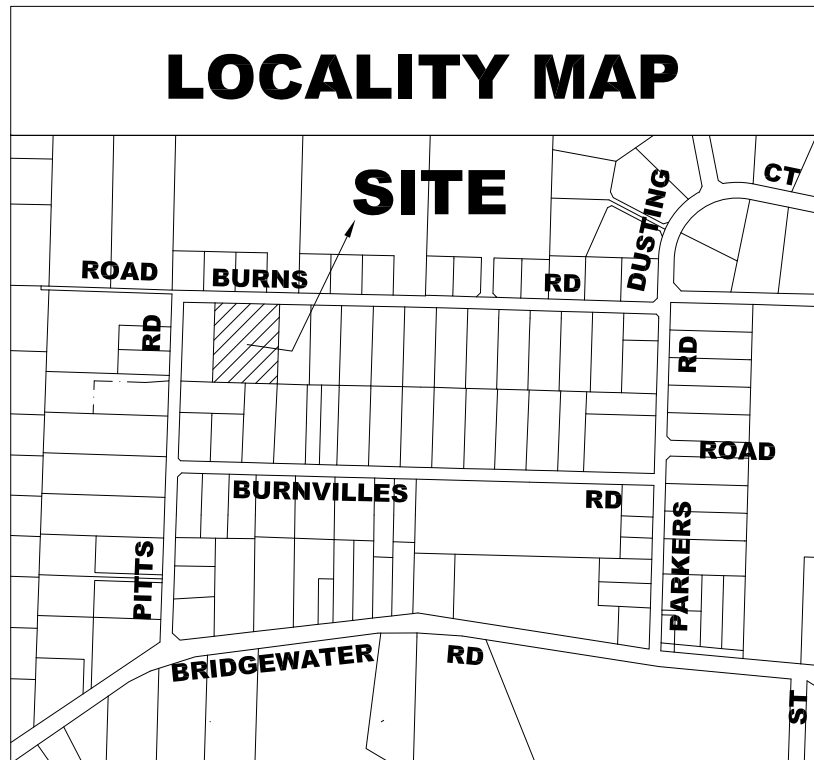 LOCALITY MAP
SITE
CT
DUSTING
ROAD
BURNS
RD
RD
RD
ROAD
BURNVILLES
RD
PITTS
PARKERS
BRIDGEWATER
RD
ST